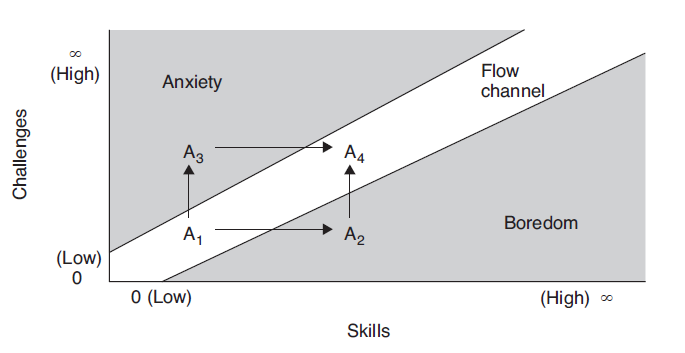 ∞
(High)
Anxiety
Flow
channel
Challenges
A3
A4
A1
A2
Boredom
(Low)
0
0 (Low)
(High) ∞
Skills